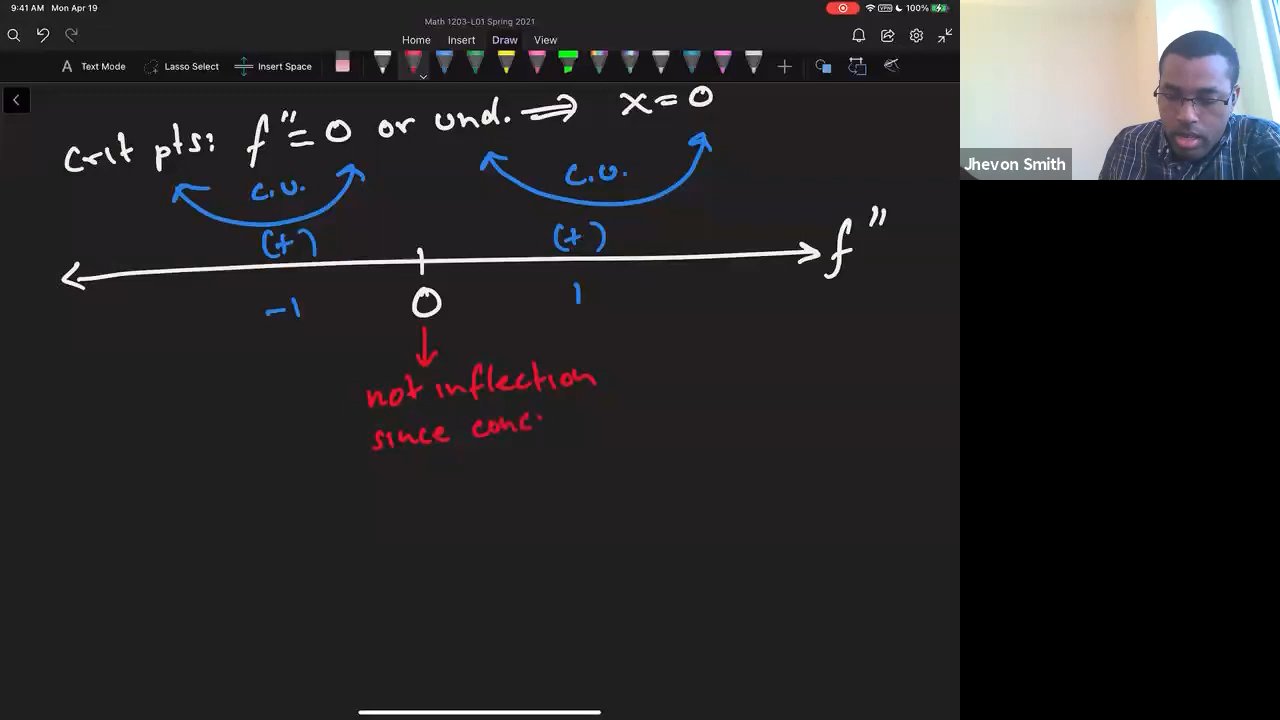 9:41 AM Mon Apr 19
VPN 100%
Math 1203-L01 Spring 2021
Home Insert Draw View
Text Mode Lasso Select Insert Space
crit pts: f''=0 or und. ⟹ x=0
c.u. c.u.
(+) (+)
f''
-1 0 1
not inflection
since conc.
Jhevon Smith